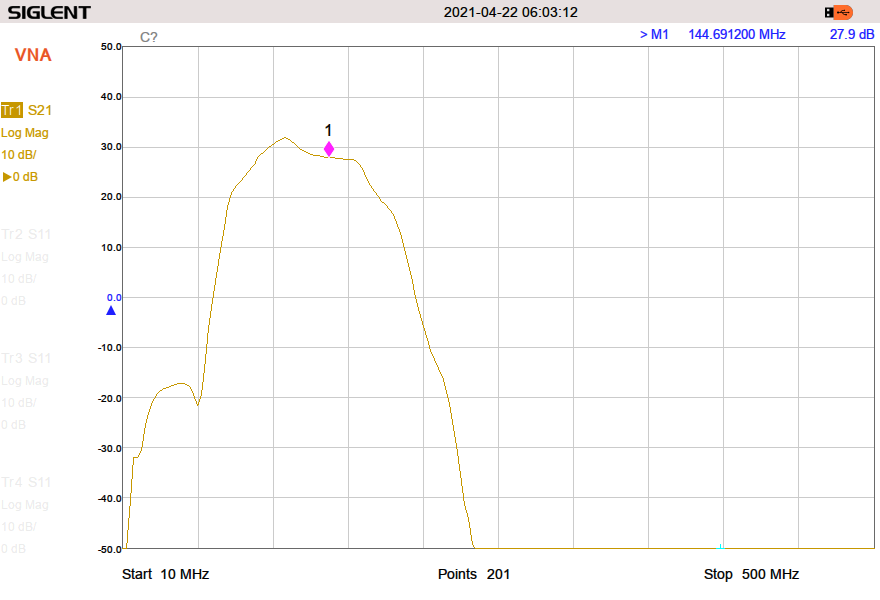 SIGLENT
2021-04-22 06:03:12
C?
> M1 144.691200 MHz 27.9 dB
VNA
Tr1 S21
Log Mag
10 dB/
▶0 dB
Tr2 S11
Log Mag
10 dB/
0 dB
Tr3 S11
Log Mag
10 dB/
0 dB
Tr4 S11
Log Mag
10 dB/
0 dB
50.0
40.0
30.0
20.0
10.0
0.0
-10.0
-20.0
-30.0
-40.0
-50.0
1
Start 10 MHz
Points 201
Stop 500 MHz